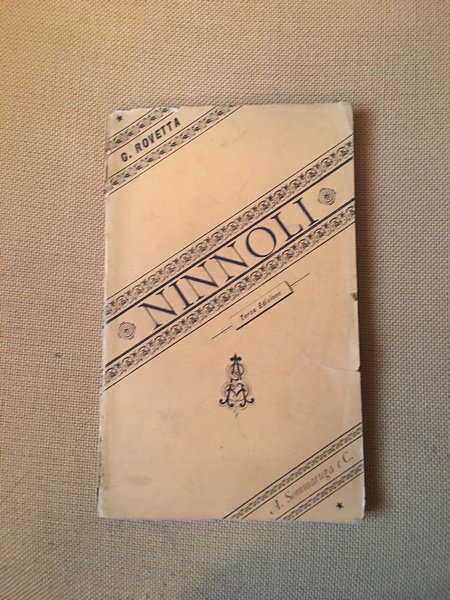 G. ROVETTA
NINNOLI
Terza Edizione
A. Sommaruga e C.